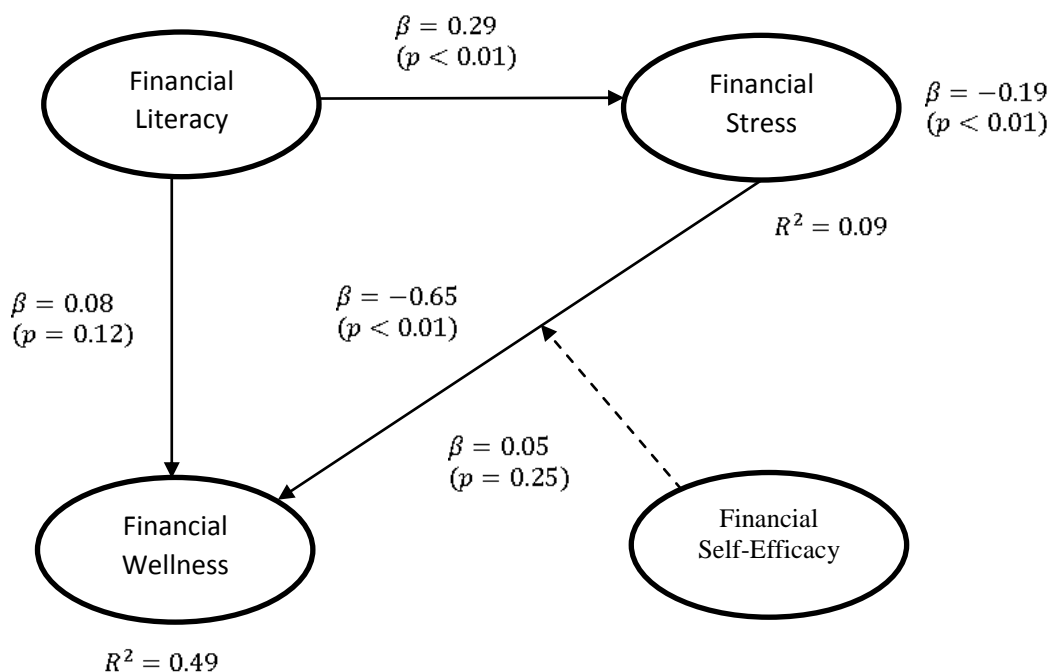 β = 0.29
(p < 0.01)
Financial
Literacy
Financial
Stress
β = −0.19
(p < 0.01)
R² = 0.09
β = 0.08
(p = 0.12)
β = −0.65
(p < 0.01)
β = 0.05
(p = 0.25)
Financial
Wellness
Financial
Self-Efficacy
R² = 0.49